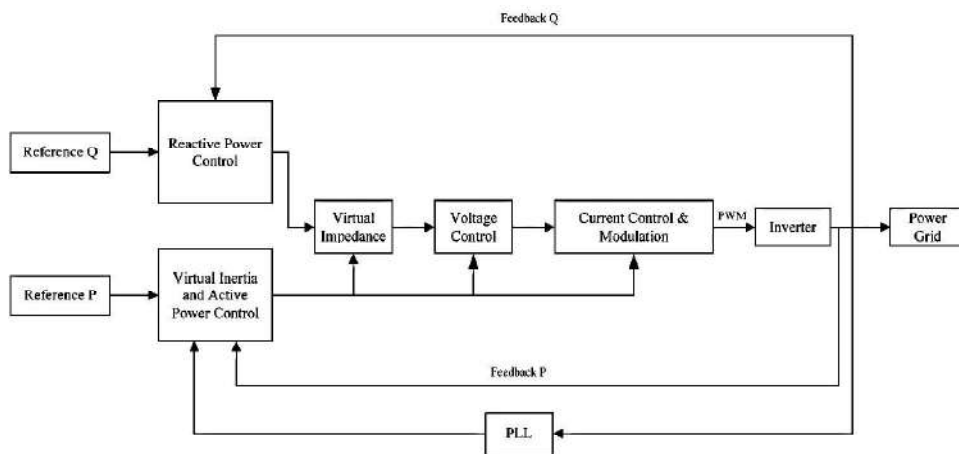 Feedback Q
Reference Q
Reactive Power
Control
Virtual
Impedance
Voltage
Control
Current Control &
Modulation
PWM
Inverter
Power
Grid
Reference P
Virtual Inertia
and Active
Power Control
Feedback P
PLL